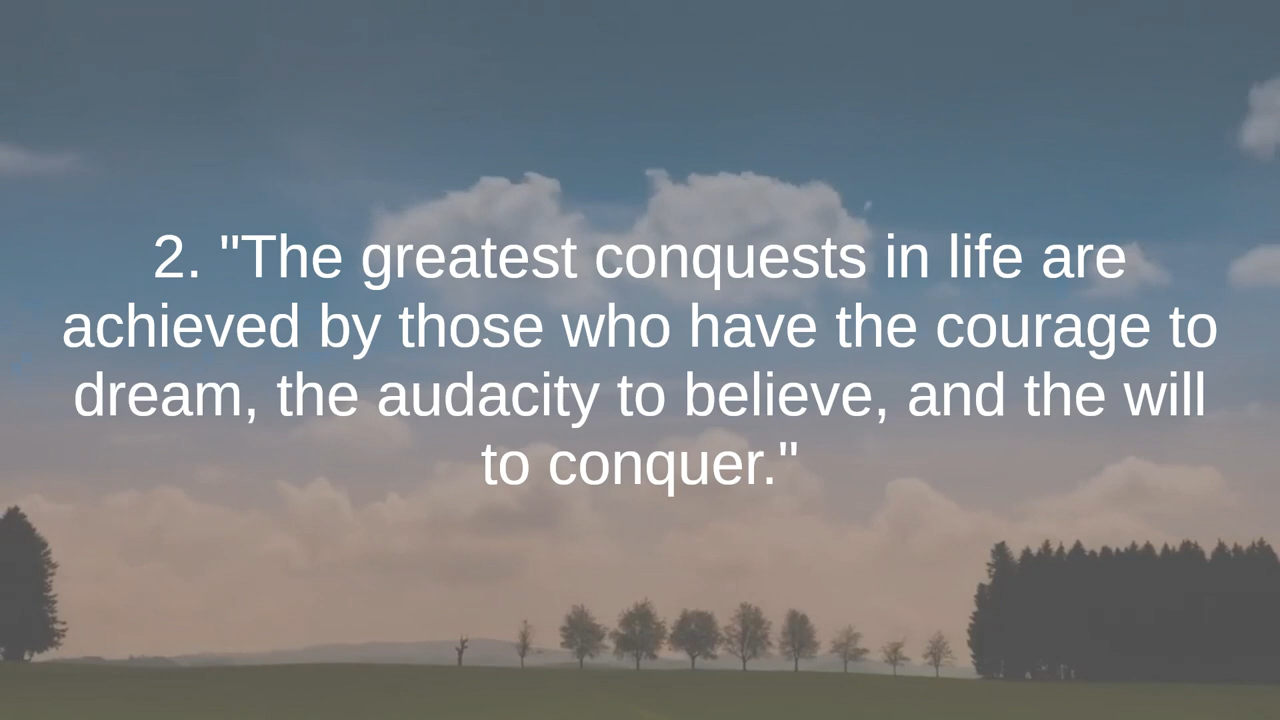 2. "The greatest conquests in life are
achieved by those who have the courage to
dream, the audacity to believe, and the will
to conquer."